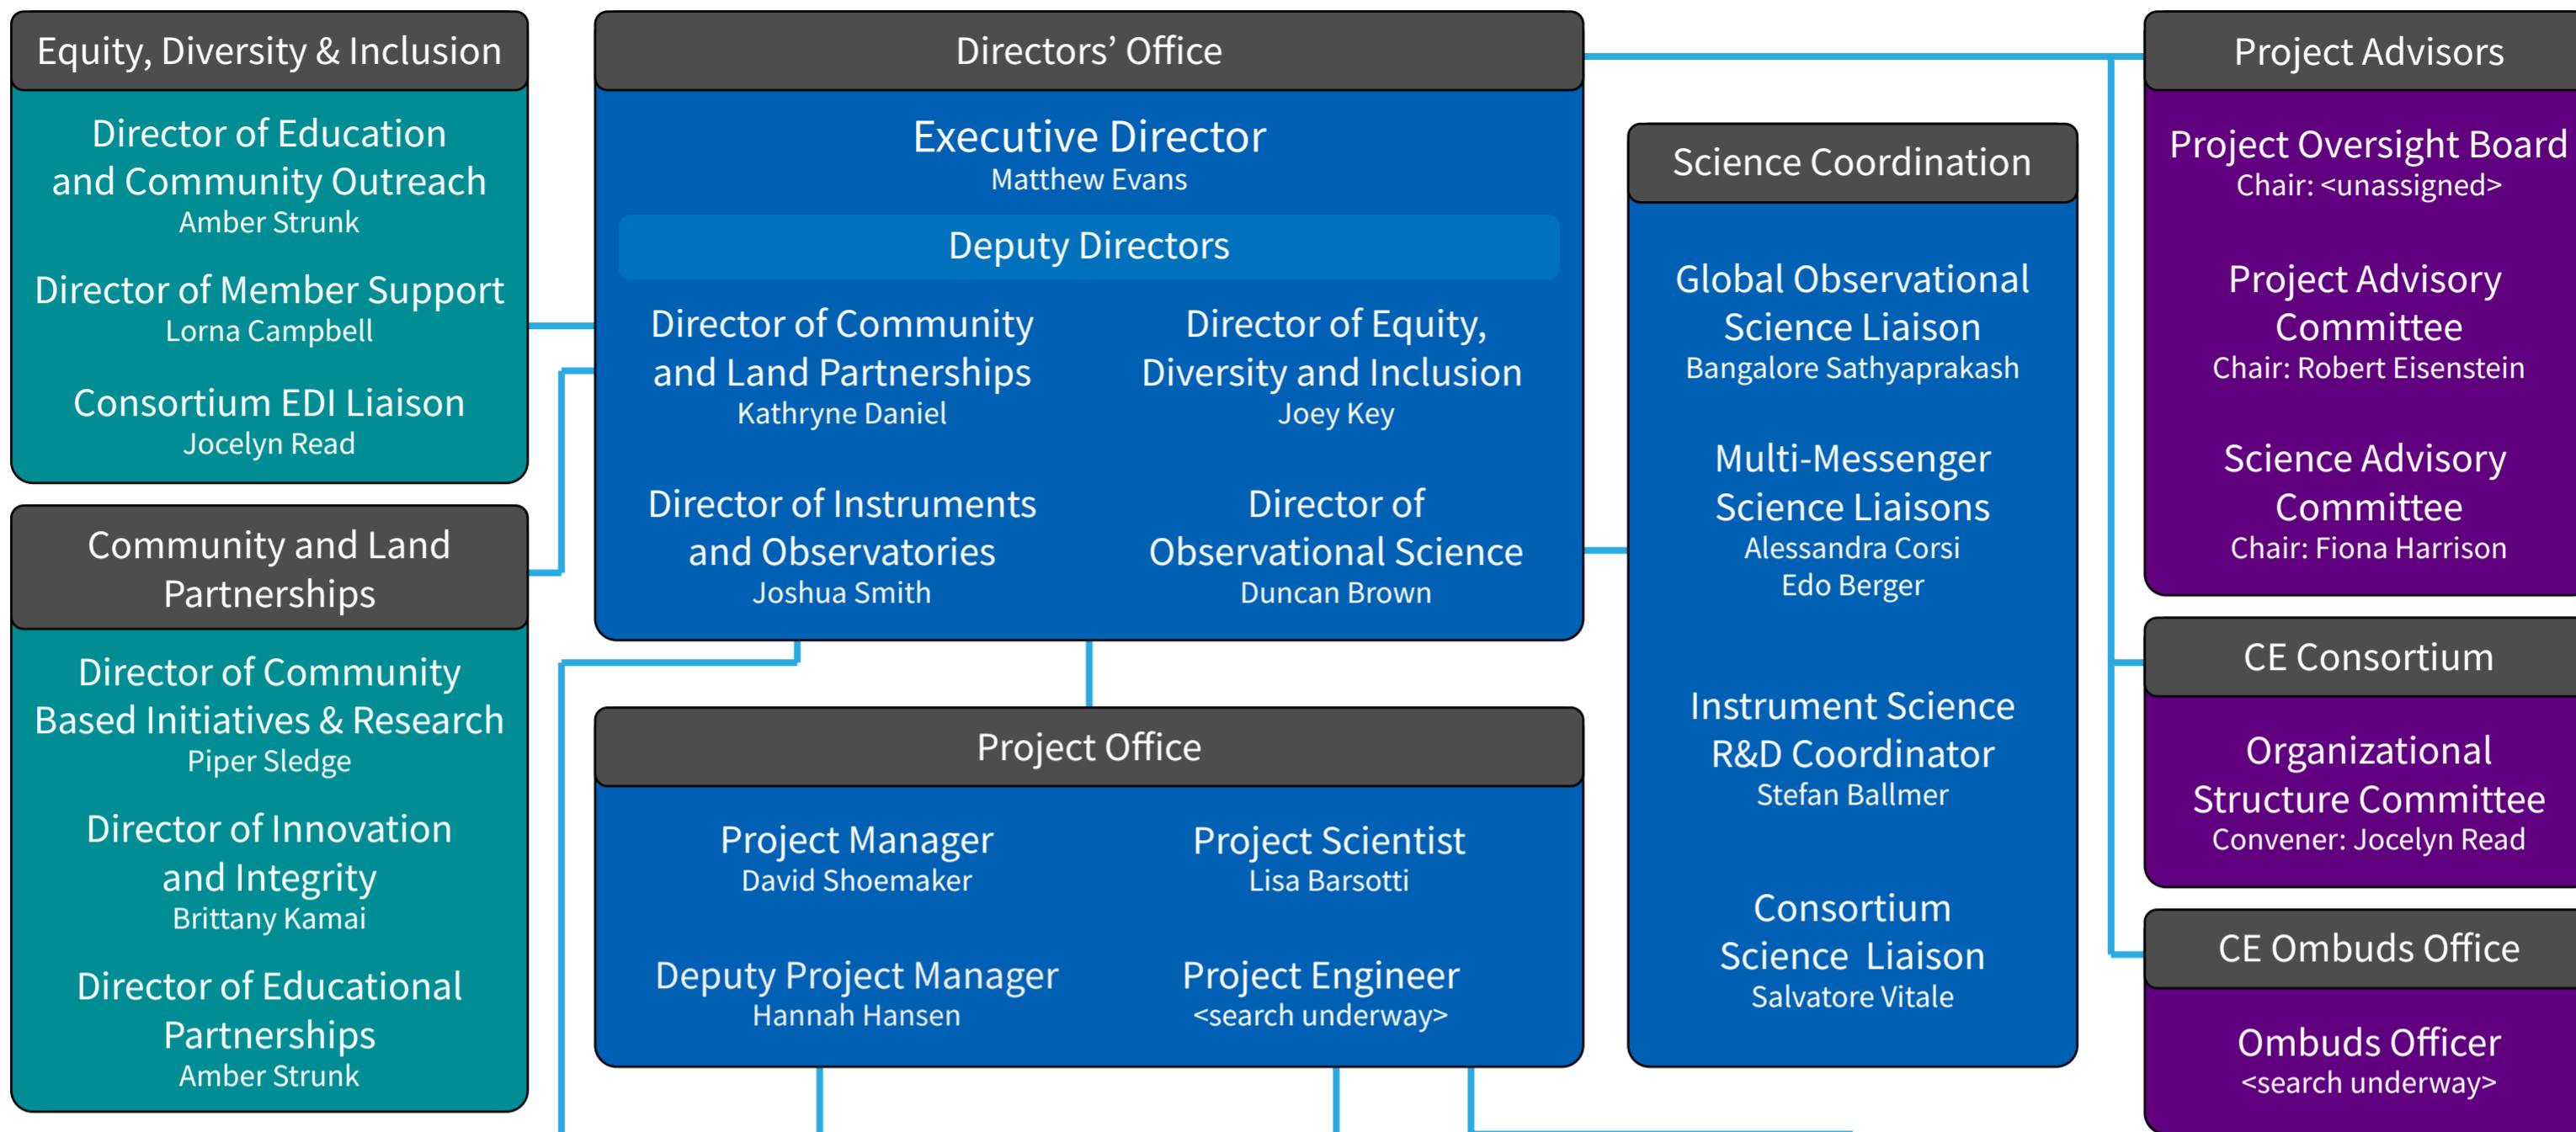 Equity, Diversity & Inclusion
Director of Education
and Community Outreach
Amber Strunk
Director of Member Support
Lorna Campbell
Consortium EDI Liaison
Jocelyn Read
Community and Land
Partnerships
Director of Community
Based Initiatives & Research
Piper Sledge
Director of Innovation
and Integrity
Brittany Kamai
Director of Educational
Partnerships
Amber Strunk
Directors’ Office
Executive Director
Matthew Evans
Deputy Directors
Director of Community
and Land Partnerships
Kathryne Daniel
Director of Equity,
Diversity and Inclusion
Joey Key
Director of Instruments
and Observatories
Joshua Smith
Director of
Observational Science
Duncan Brown
Project Office
Project Manager
David Shoemaker
Project Scientist
Lisa Barsotti
Deputy Project Manager
Hannah Hansen
Project Engineer
<search underway>
Science Coordination
Global Observational
Science Liaison
Bangalore Sathyaprakash
Multi-Messenger
Science Liaisons
Alessandra Corsi
Edo Berger
Instrument Science
R&D Coordinator
Stefan Ballmer
Consortium
Science Liaison
Salvatore Vitale
Project Advisors
Project Oversight Board
Chair: <unassigned>
Project Advisory
Committee
Chair: Robert Eisenstein
Science Advisory
Committee
Chair: Fiona Harrison
CE Consortium
Organizational
Structure Committee
Convener: Jocelyn Read
CE Ombuds Office
Ombuds Officer
<search underway>